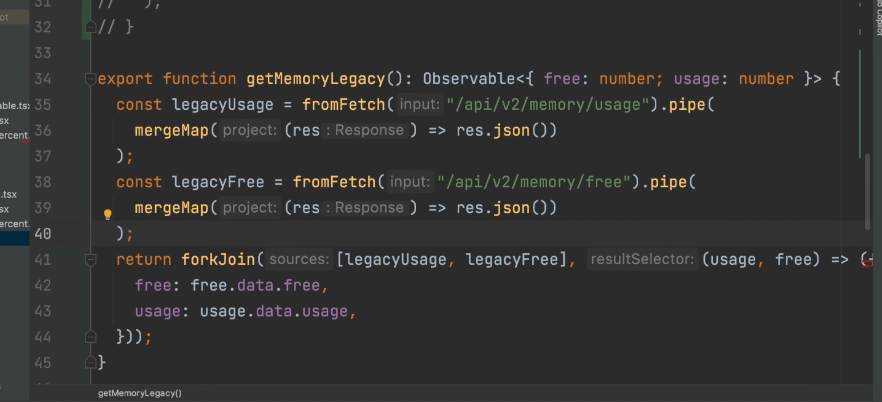 ot
31 // );
32 // }
33
34 export function getMemoryLegacy(): Observable<{ free: number; usage: number }> {
able.tsx 35 const legacyUsage = fromFetch( input: "/api/v2/memory/usage").pipe(
sx 36 mergeMap( project: (res : Response ) => res.json())
ercent. 37 );
38 const legacyFree = fromFetch( input: "/api/v2/memory/free").pipe(
.tsx
sx 39 mergeMap( project: (res : Response ) => res.json())
ercent. 40 );
41 return forkJoin( sources: [legacyUsage, legacyFree], resultSelector: (usage, free) => ({
42 free: free.data.free,
43 usage: usage.data.usage,
44 }));
45 }
getMemoryLegacy()
Copilot